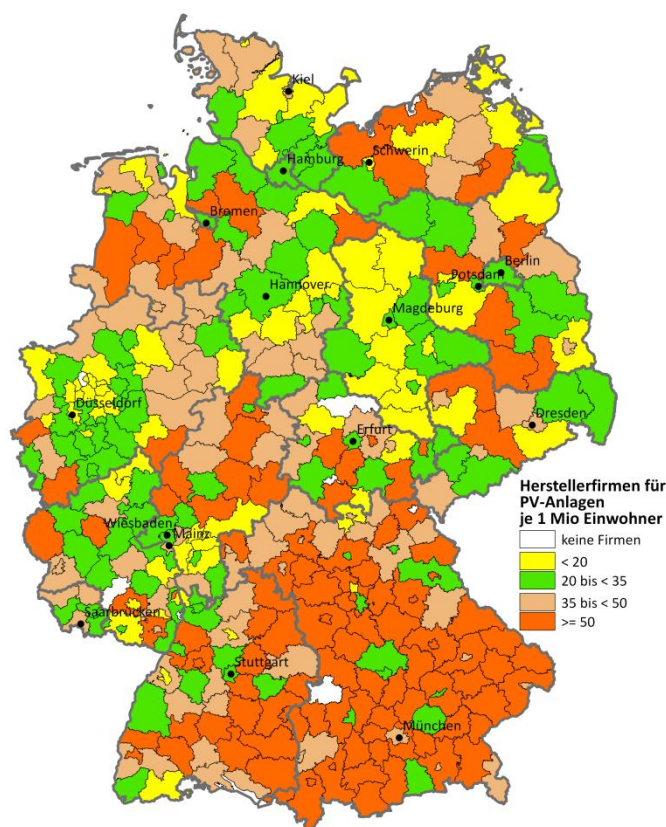 Kiel
Schwerin
Hamburg
Bremen
Berlin
Potsdam
Hannover
Magdeburg
Düsseldorf
Erfurt
Dresden
Herstellerfirmen für
PV-Anlagen
je 1 Mio Einwohner
keine Firmen
< 20
20 bis < 35
35 bis < 50
>= 50
Wiesbaden
Mainz
Saarbrücken
Stuttgart
München